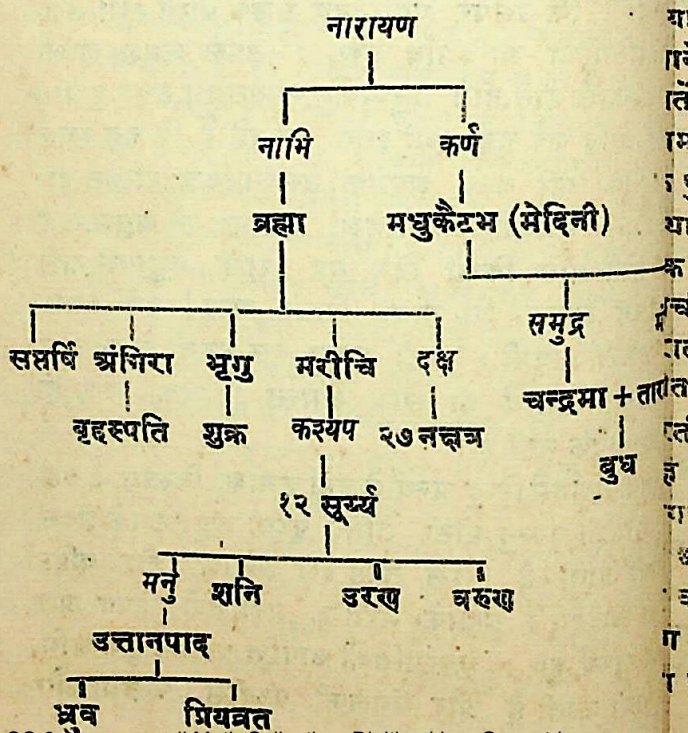 नारायण
नाभि कर्ण
ब्रह्मा मधुकैटभ (मेदिनी)
समुद्र
सप्तर्षि अंगिरा भृगु मरीचि दक्ष
चन्द्रमा +
बृहस्पति शुक्र कश्यप २७ नक्षत्र
बुध
१२ सूर्य्य
मनु शनि उरण वरुण
उत्तानपाद
ध्रुव प्रियव्रत